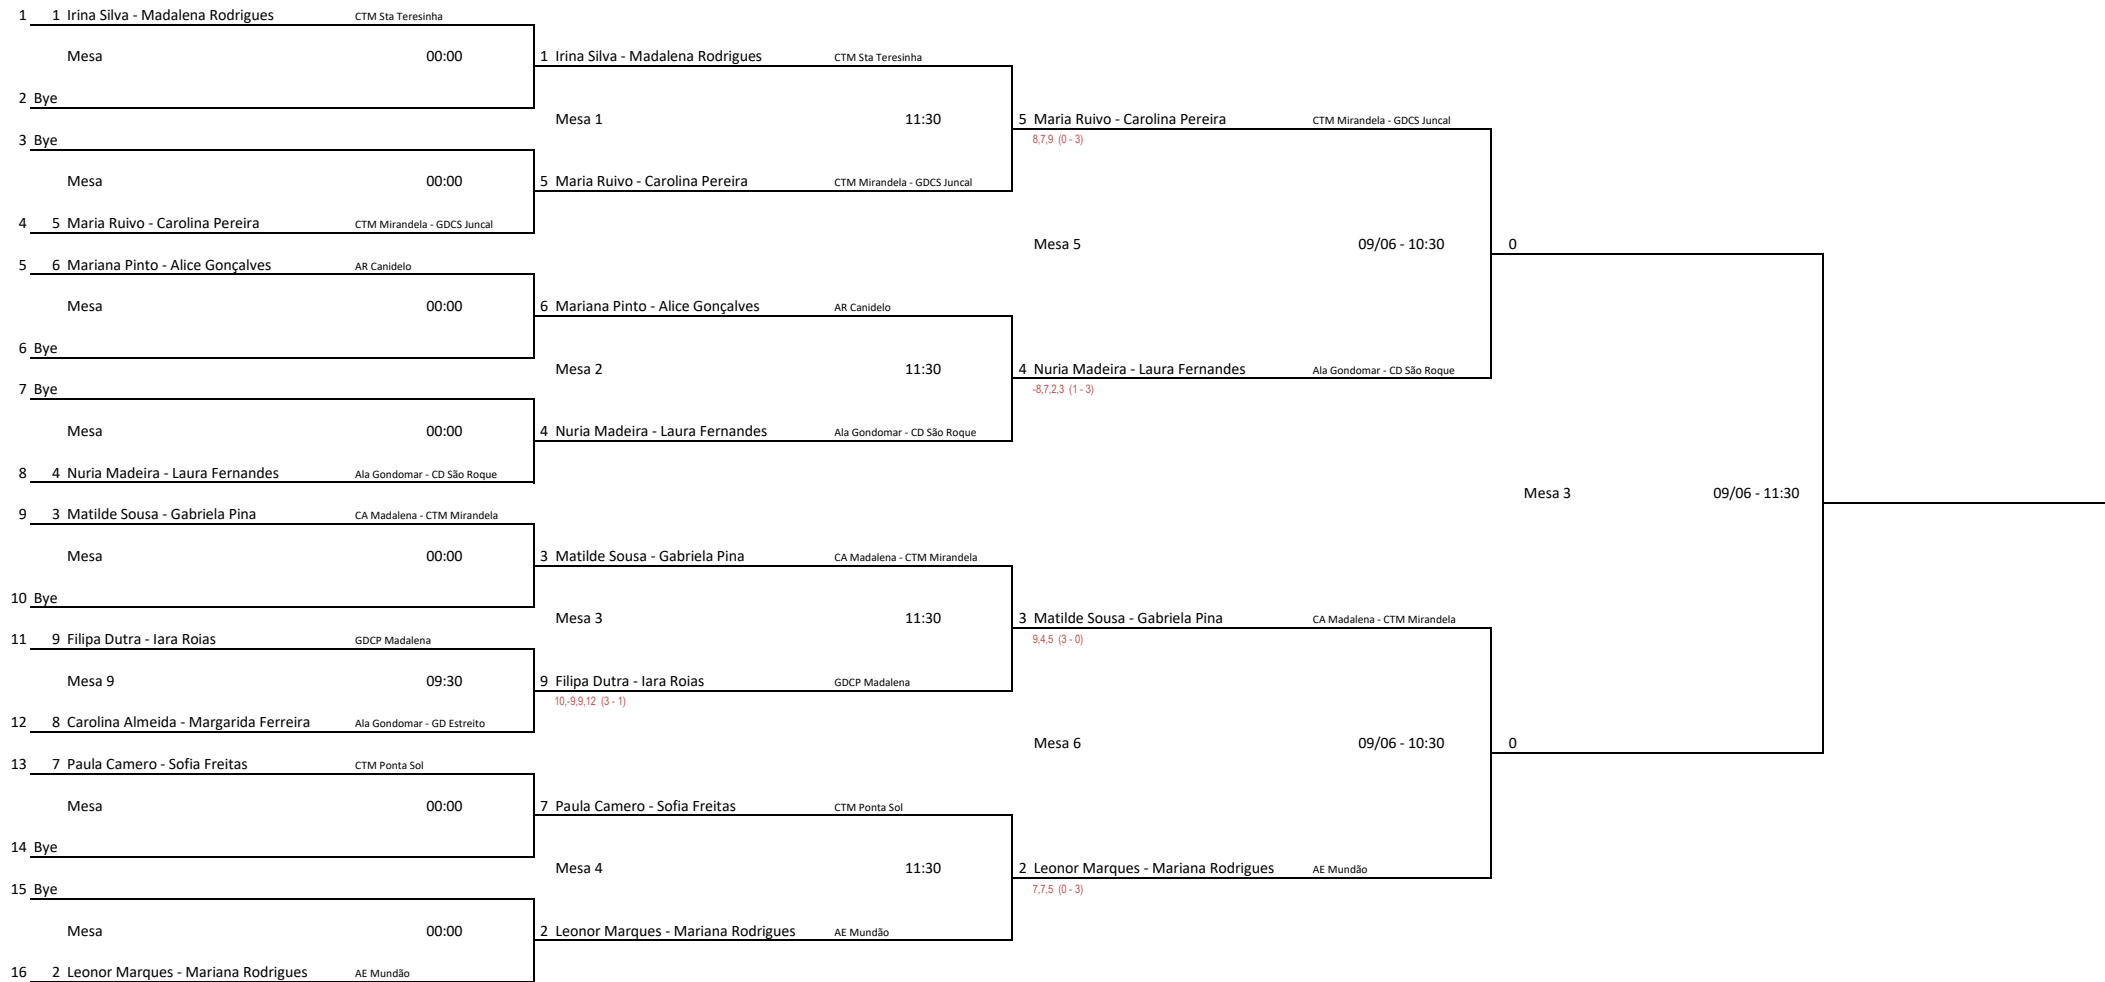 1 1 Irina Silva - Madalena Rodrigues CTM Sta Teresinha
Mesa 00:00 1 Irina Silva - Madalena Rodrigues CTM Sta Teresinha
2 Bye
Mesa 1 11:30 5 Maria Ruivo - Carolina Pereira CTM Mirandela - GDCS Juncal
3 Bye 8,7,9 (0 - 3)
Mesa 00:00 5 Maria Ruivo - Carolina Pereira CTM Mirandela - GDCS Juncal
4 5 Maria Ruivo - Carolina Pereira CTM Mirandela - GDCS Juncal
Mesa 5 09/06 - 10:30 0
5 6 Mariana Pinto - Alice Gonçalves AR Canidelo
Mesa 00:00 6 Mariana Pinto - Alice Gonçalves AR Canidelo
6 Bye
Mesa 2 11:30 4 Nuria Madeira - Laura Fernandes Ala Gondomar - CD São Roque
7 Bye -8,7,2,3 (1 - 3)
Mesa 00:00 4 Nuria Madeira - Laura Fernandes Ala Gondomar - CD São Roque
8 4 Nuria Madeira - Laura Fernandes Ala Gondomar - CD São Roque
Mesa 3 09/06 - 11:30
9 3 Matilde Sousa - Gabriela Pina CA Madalena - CTM Mirandela
Mesa 00:00 3 Matilde Sousa - Gabriela Pina CA Madalena - CTM Mirandela
10 Bye
Mesa 3 11:30 3 Matilde Sousa - Gabriela Pina CA Madalena - CTM Mirandela
11 9 Filipa Dutra - Iara Roias GDCP Madalena 9,4,5 (3 - 0)
Mesa 9 09:30 9 Filipa Dutra - Iara Roias GDCP Madalena
10,-9,9,12 (3 - 1)
12 8 Carolina Almeida - Margarida Ferreira Ala Gondomar - GD Estreito
Mesa 6 09/06 - 10:30 0
13 7 Paula Camero - Sofia Freitas CTM Ponta Sol
Mesa 00:00 7 Paula Camero - Sofia Freitas CTM Ponta Sol
14 Bye
Mesa 4 11:30 2 Leonor Marques - Mariana Rodrigues AE Mundão
15 Bye 7,7,5 (0 - 3)
Mesa 00:00 2 Leonor Marques - Mariana Rodrigues AE Mundão
16 2 Leonor Marques - Mariana Rodrigues AE Mundão